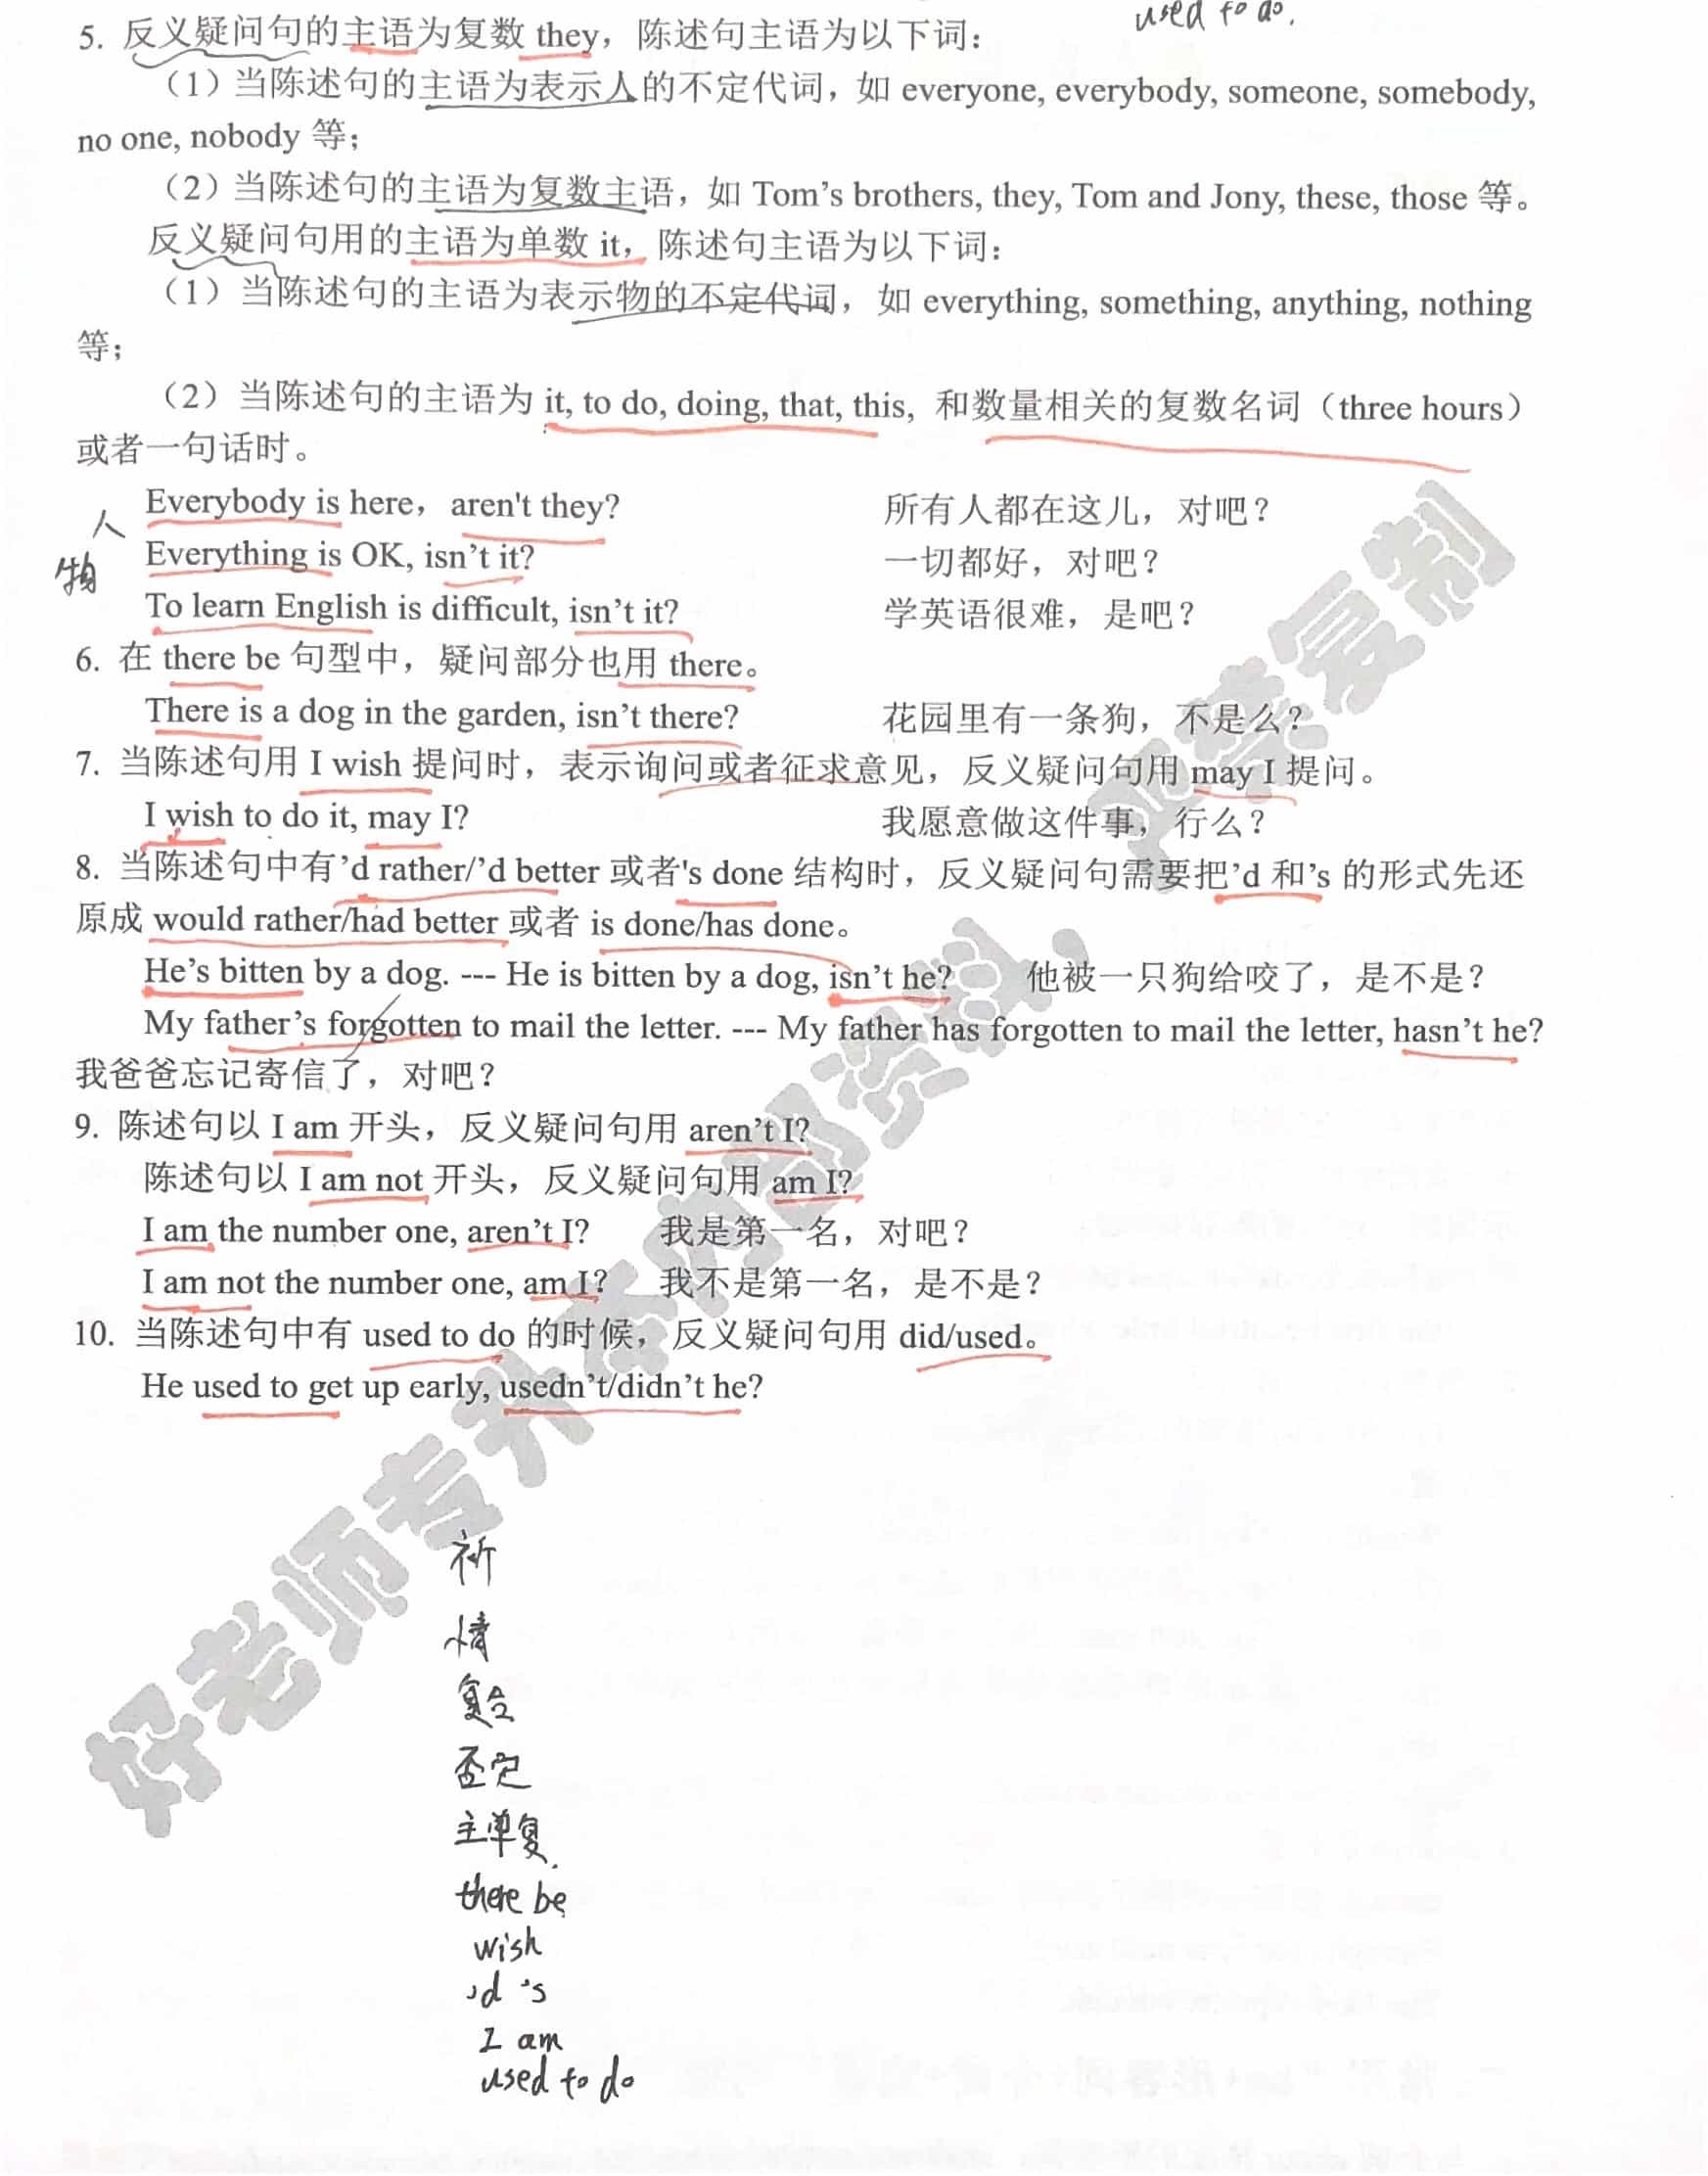 used to do.
5. 反义疑问句的主语为复数 they，陈述句主语为以下词：
（1）当陈述句的主语为表示人的不定代词，如 everyone, everybody, someone, somebody,
no one, nobody 等；
（2）当陈述句的主语为复数主语，如 Tom’s brothers, they, Tom and Jony, these, those 等。
反义疑问句用的主语为单数 it，陈述句主语为以下词：
（1）当陈述句的主语为表示物的不定代词，如 everything, something, anything, nothing
等；
（2）当陈述句的主语为 it, to do, doing, that, this, 和数量相关的复数名词（three hours）
或者一句话时。
人
Everybody is here，aren't they? 所有人都在这儿，对吧？
物
Everything is OK, isn’t it? 一切都好，对吧？
To learn English is difficult, isn’t it? 学英语很难，是吧？
6. 在 there be 句型中，疑问部分也用 there。
There is a dog in the garden, isn’t there? 花园里有一条狗，不是么？
7. 当陈述句用 I wish 提问时，表示询问或者征求意见，反义疑问句用 may I 提问。
I wish to do it, may I? 我愿意做这件事，行么？
8. 当陈述句中有’d rather/’d better 或者's done 结构时，反义疑问句需要把’d 和’s 的形式先还
原成 would rather/had better 或者 is done/has done。
He’s bitten by a dog. --- He is bitten by a dog, isn’t he? 他被一只狗给咬了，是不是？
My father’s forgotten to mail the letter. --- My father has forgotten to mail the letter, hasn’t he?
我爸爸忘记寄信了，对吧？
9. 陈述句以 I am 开头，反义疑问句用 aren’t I?
陈述句以 I am not 开头，反义疑问句用 am I?
I am the number one, aren’t I? 我是第一名，对吧？
I am not the number one, am I? 我不是第一名，是不是？
10. 当陈述句中有 used to do 的时候，反义疑问句用 did/used。
He used to get up early, usedn’t/didn’t he?
好老师专升本内部资料，严禁复制
祈
情
复合
否定
主单复.
there be
wish
'd 's
I am
used to do